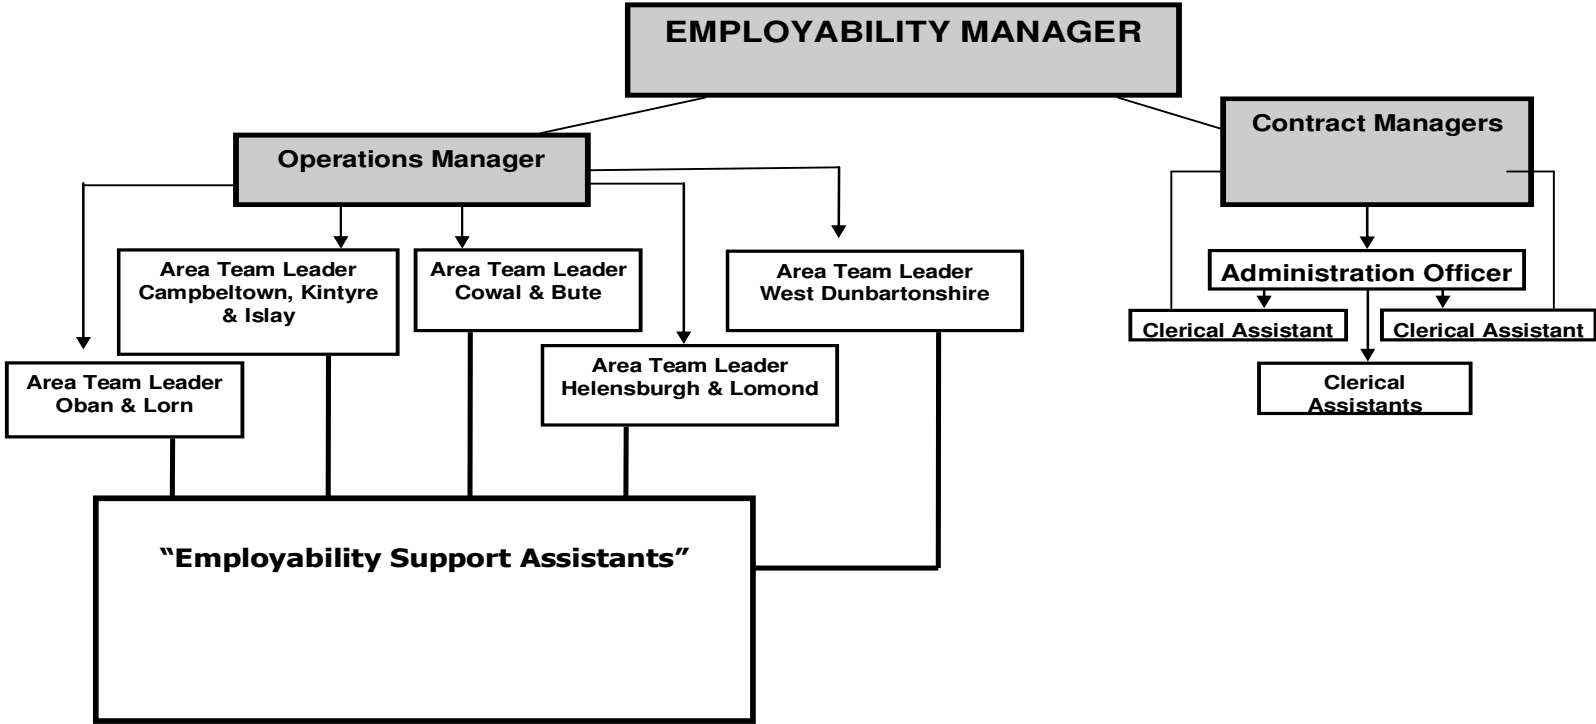 EMPLOYABILITY MANAGER
Contract Managers
Operations Manager
Area Team Leader
Campbeltown, Kintyre
& Islay
Area Team Leader
Cowal & Bute
Area Team Leader
West Dunbartonshire
Administration Officer
Clerical Assistant
Clerical Assistant
Area Team Leader
Oban & Lorn
Area Team Leader
Helensburgh & Lomond
Clerical
Assistants
“Employability Support Assistants”